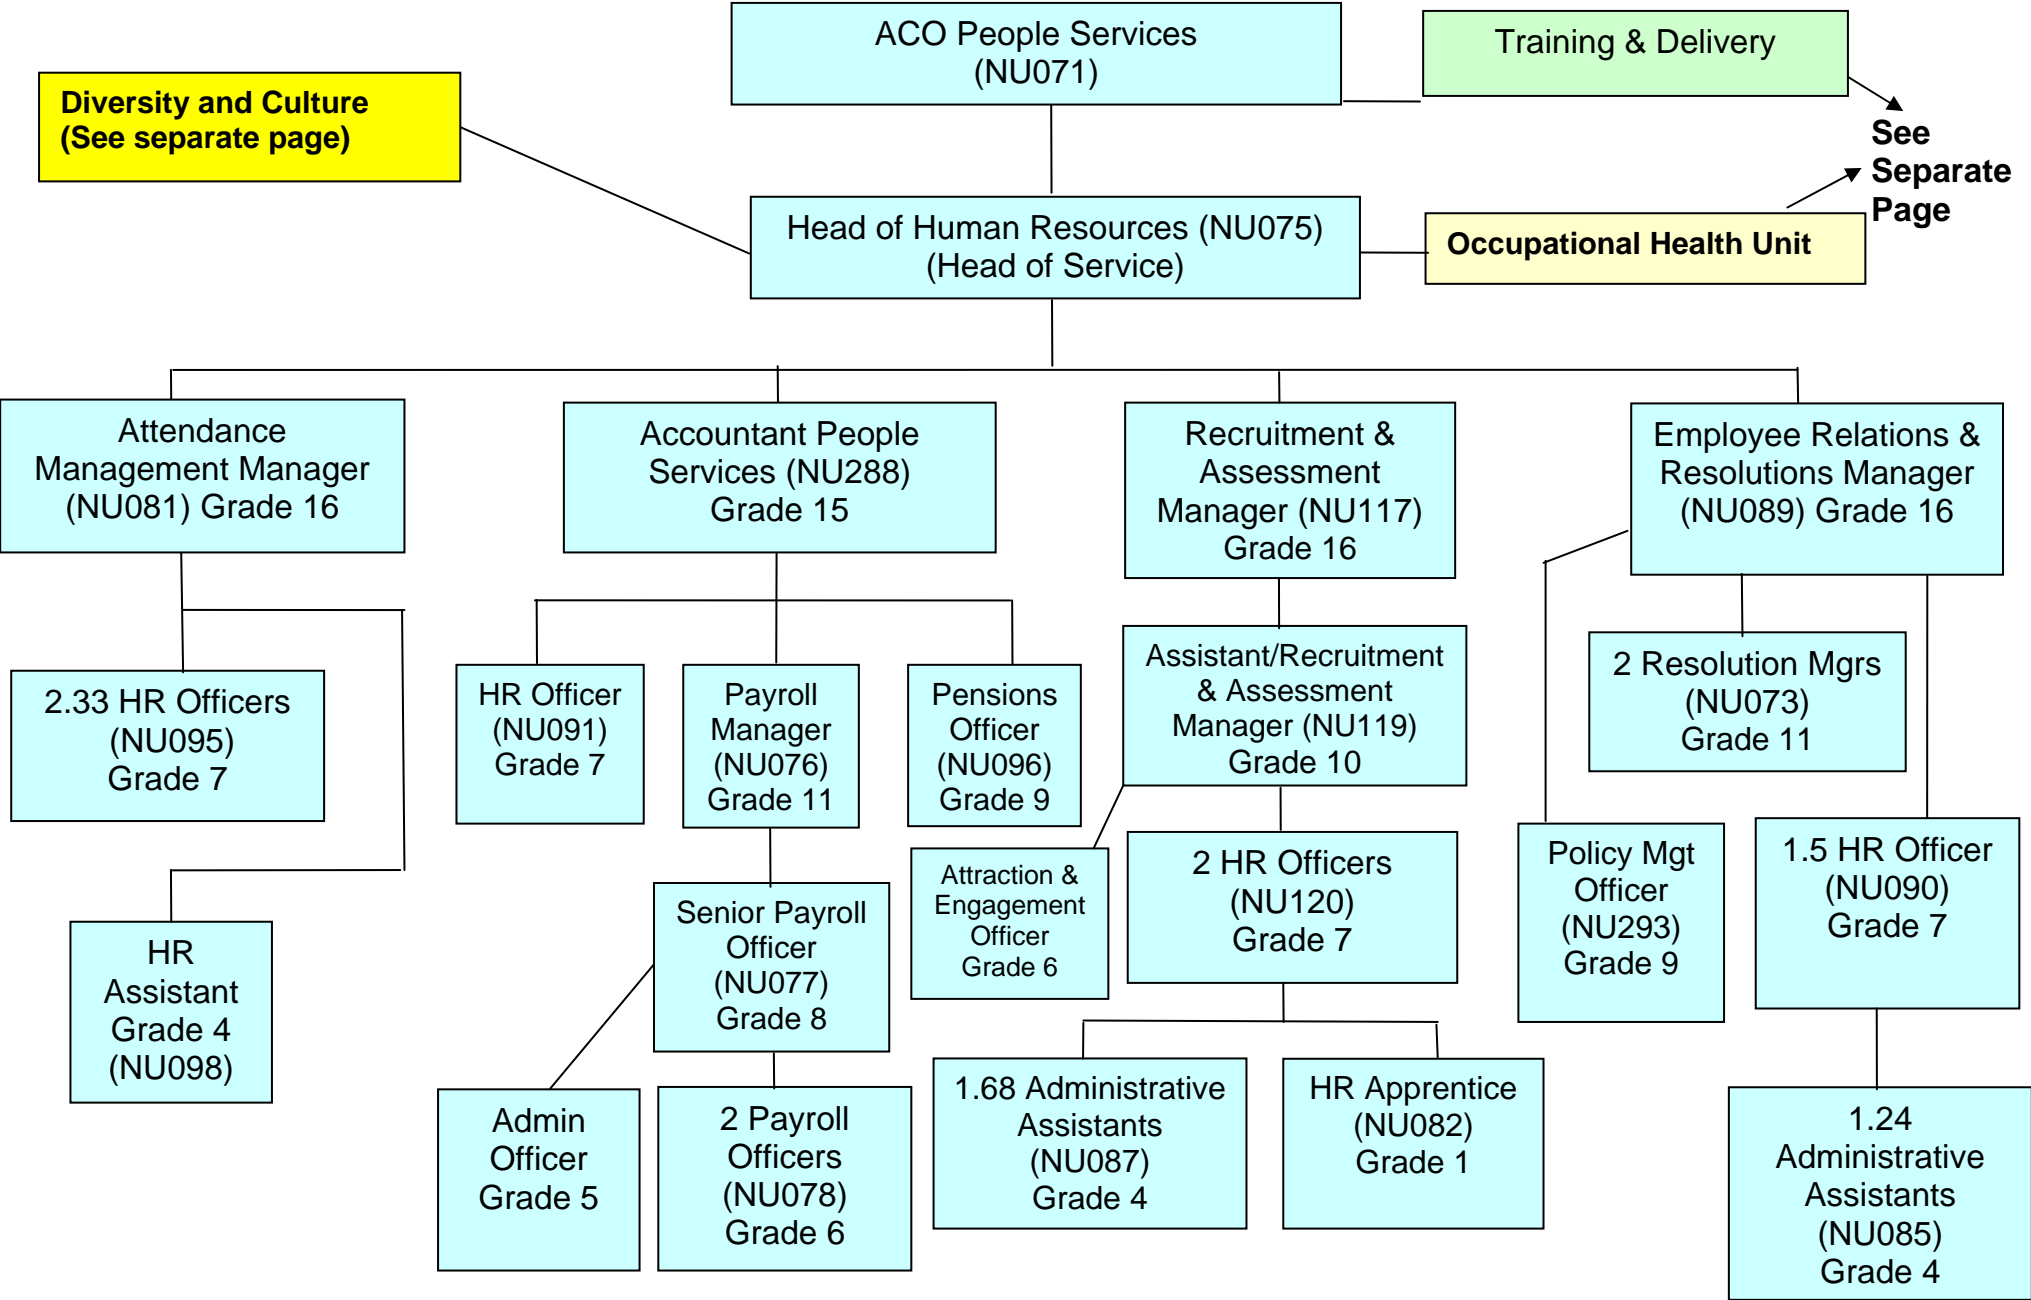 ACO People Services
(NU071)
Training & Delivery
Diversity and Culture
(See separate page)
See
Separate
Page
Head of Human Resources (NU075)
(Head of Service)
Occupational Health Unit
Attendance
Management Manager
(NU081) Grade 16
Accountant People
Services (NU288)
Grade 15
Recruitment &
Assessment
Manager (NU117)
Grade 16
Employee Relations &
Resolutions Manager
(NU089) Grade 16
2.33 HR Officers
(NU095)
Grade 7
HR Officer
(NU091)
Grade 7
Payroll
Manager
(NU076)
Grade 11
Pensions
Officer
(NU096)
Grade 9
Assistant/Recruitment
& Assessment
Manager (NU119)
Grade 10
2 Resolution Mgrs
(NU073)
Grade 11
HR
Assistant
Grade 4
(NU098)
Senior Payroll
Officer
(NU077)
Grade 8
Attraction &
Engagement
Officer
Grade 6
2 HR Officers
(NU120)
Grade 7
Policy Mgt
Officer
(NU293)
Grade 9
1.5 HR Officer
(NU090)
Grade 7
Admin
Officer
Grade 5
2 Payroll
Officers
(NU078)
Grade 6
1.68 Administrative
Assistants
(NU087)
Grade 4
HR Apprentice
(NU082)
Grade 1
1.24
Administrative
Assistants
(NU085)
Grade 4